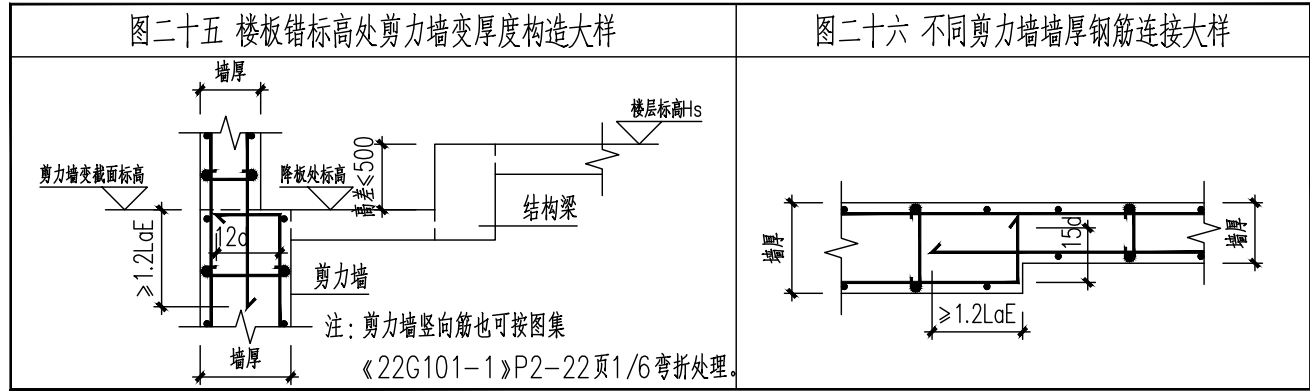 图二十五 楼板错标高处剪力墙变厚度构造大样
墙厚
楼层标高Hs
剪力墙变截面标高
降板处标高
高差≤500
结构梁
12d
≥1.2LaE
剪力墙
注：剪力墙竖向筋也可按图集
《22G101-1》P2-22页1/6弯折处理。
墙厚
图二十六 不同剪力墙墙厚钢筋连接大样
墙厚
15d
墙厚
≥1.2LaE